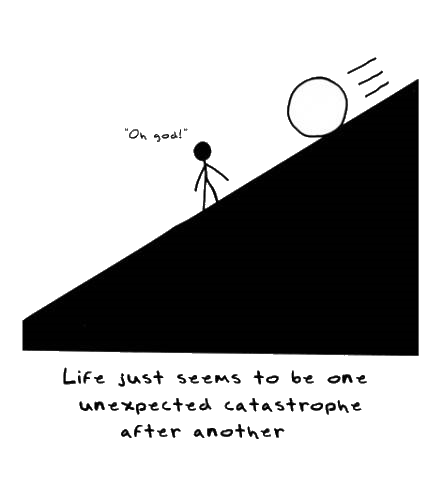 "Oh god!"
Life just seems to be one
unexpected catastrophe
after another